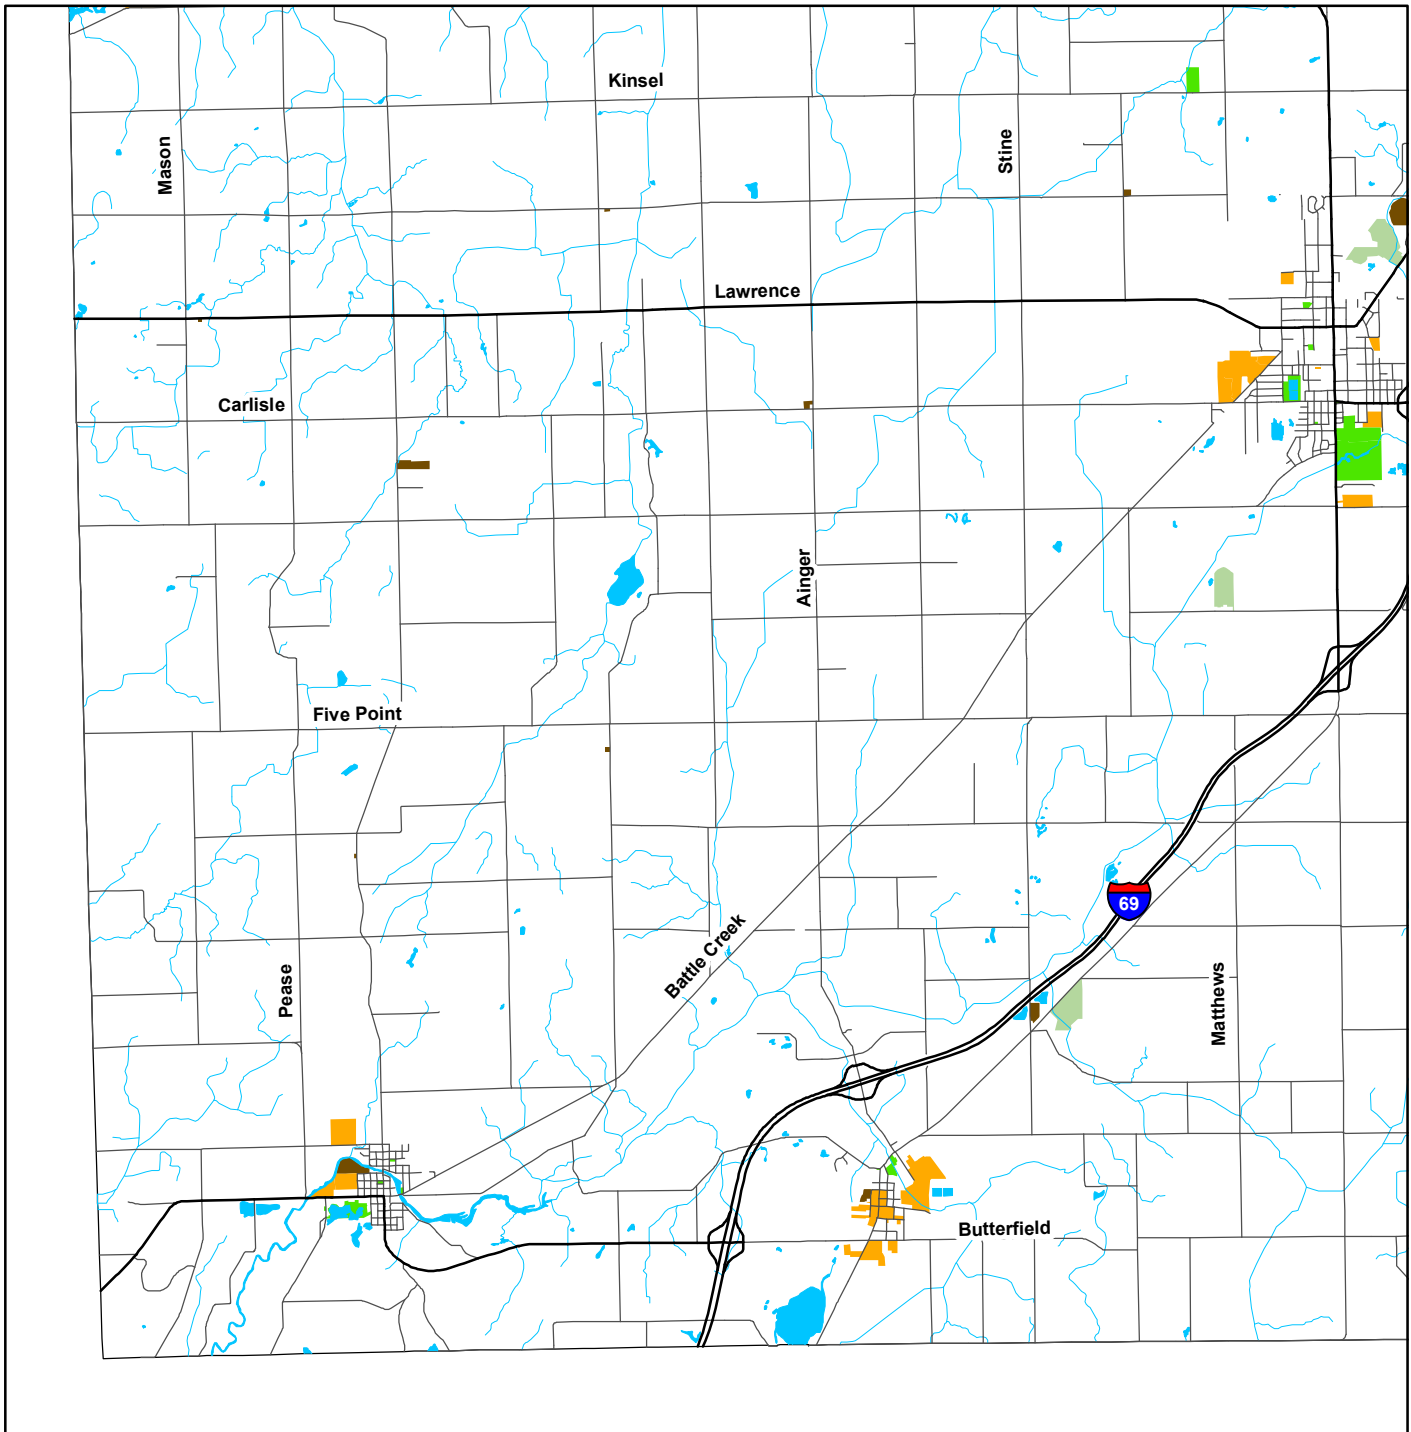 Kinsel
Mason
Stine
Lawrence
Carlisle
Ainger
Five Point
69
Battle Creek
Pease
Matthews
Butterfield